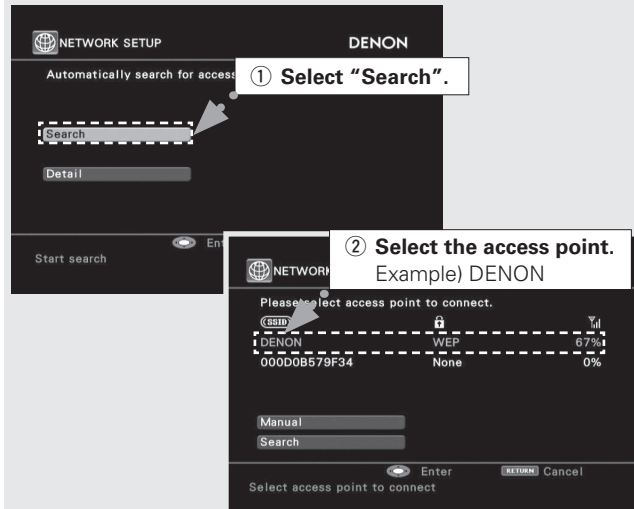 NETWORK SETUP
DENON
Automatically search for access
① Select “Search”.
Search
Detail
Start search
② Select the access point.
Example) DENON
Please select access point to connect.
SSID
DENON WEP 67%
000D0B579F34 None 0%
Manual
Search
Enter RETURN Cancel
Select access point to connect